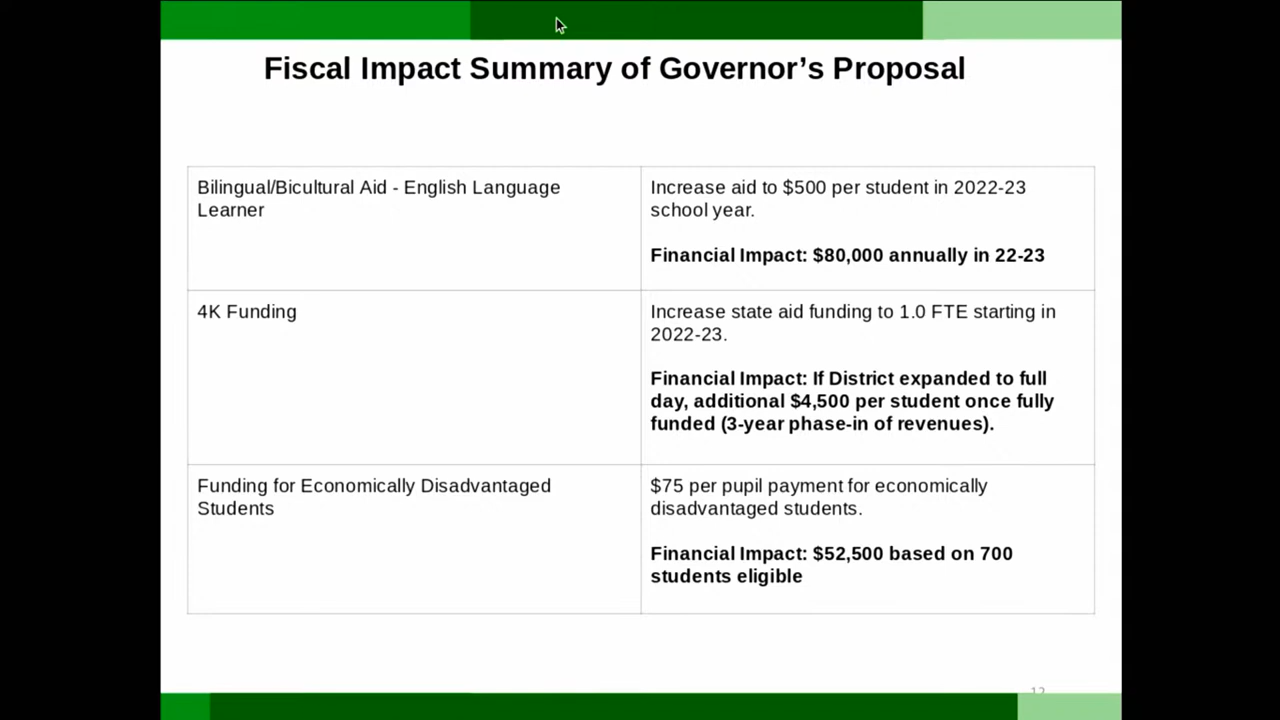 Fiscal Impact Summary of Governor’s Proposal
Bilingual/Bicultural Aid - English Language
Learner
Increase aid to $500 per student in 2022-23
school year.
Financial Impact: $80,000 annually in 22-23
4K Funding
Increase state aid funding to 1.0 FTE starting in
2022-23.
Financial Impact: If District expanded to full
day, additional $4,500 per student once fully
funded (3-year phase-in of revenues).
Funding for Economically Disadvantaged
Students
$75 per pupil payment for economically
disadvantaged students.
Financial Impact: $52,500 based on 700
students eligible